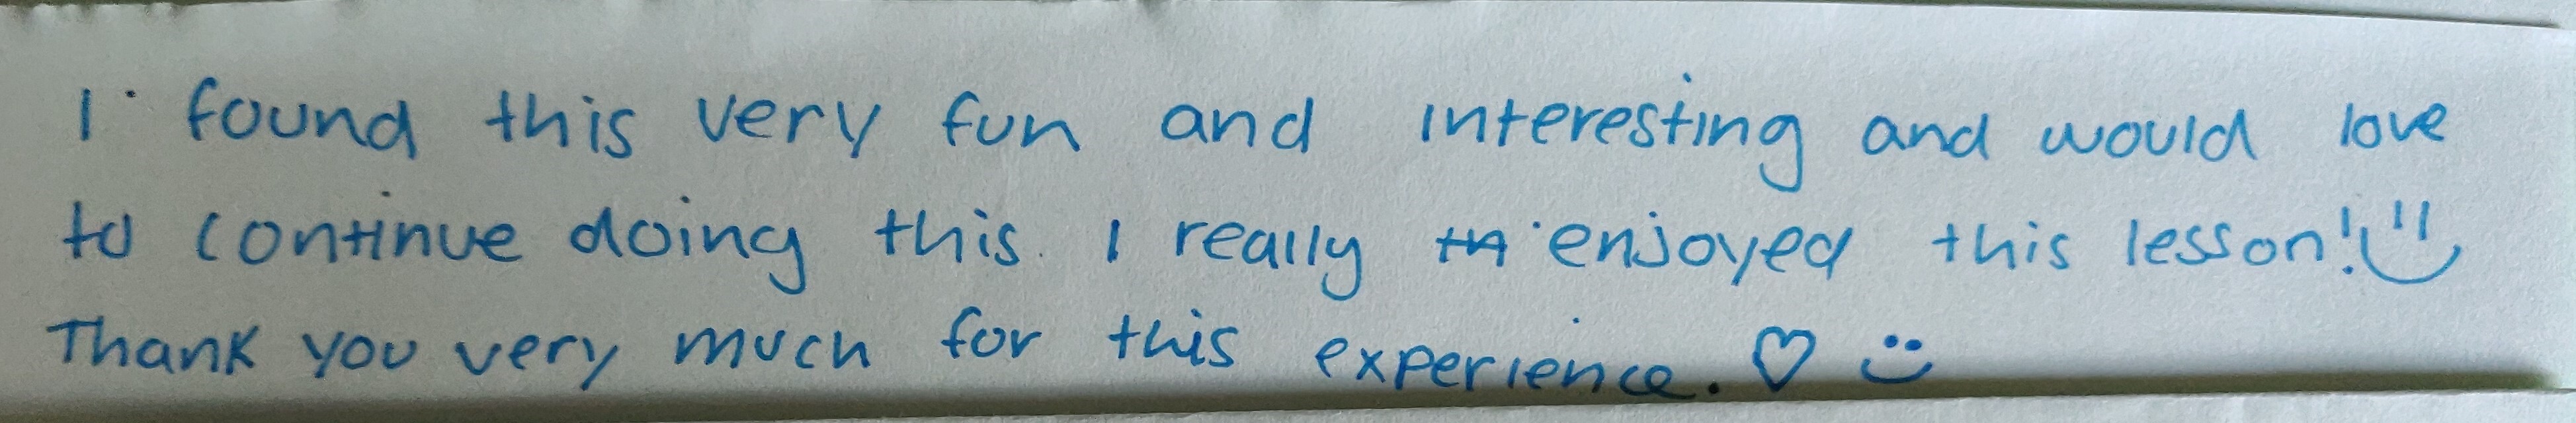 I found this very fun and interesting and would love
to continue doing this. I really enjoyed this lesson! :)
Thank you very much for this experience. ♡ :)